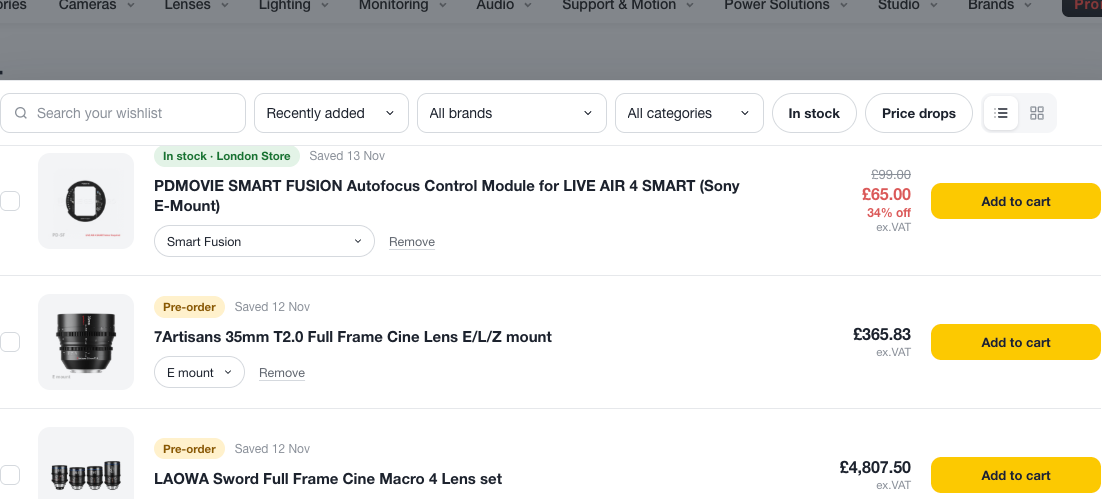 Cameras
Lenses
Lighting
Monitoring
Audio
Support & Motion
Power Solutions
Studio
Brands
Search your wishlist
Recently added
All brands
All categories
In stock
Price drops
In stock · London Store
Saved 13 Nov
PDMOVIE SMART FUSION Autofocus Control Module for LIVE AIR 4 SMART (Sony
E-Mount)
Smart Fusion
Remove
£99.00
£65.00
34% off
ex.VAT
Add to cart
Pre-order
Saved 12 Nov
7Artisans 35mm T2.0 Full Frame Cine Lens E/L/Z mount
E mount
Remove
£365.83
ex.VAT
Add to cart
Pre-order
Saved 12 Nov
LAOWA Sword Full Frame Cine Macro 4 Lens set
£4,807.50
ex.VAT
Add to cart